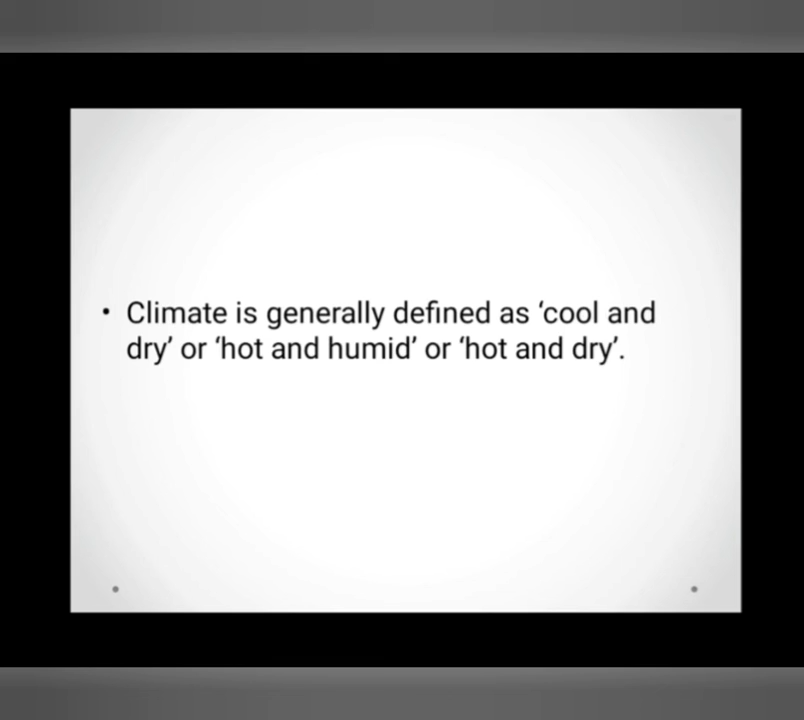 • Climate is generally defined as ‘cool and
dry’ or ‘hot and humid’ or ‘hot and dry’.